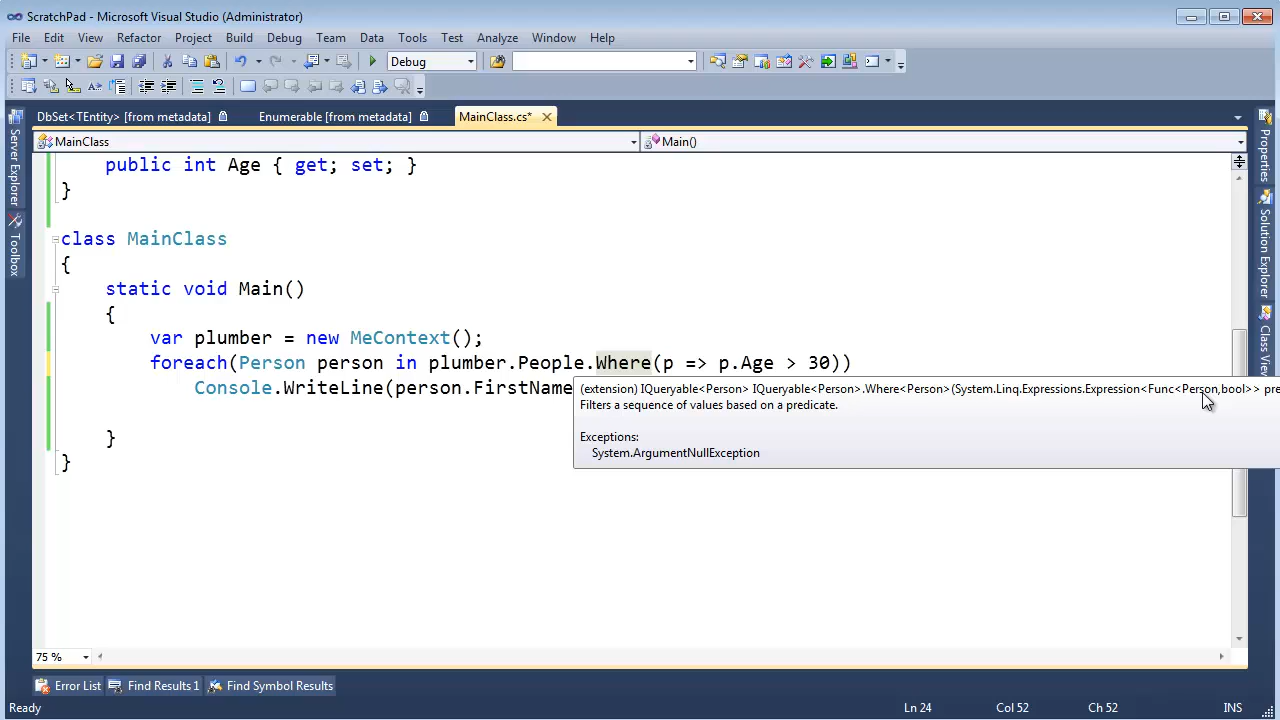 ScratchPad - Microsoft Visual Studio (Administrator)
File Edit View Refactor Project Build Debug Team Data Tools Test Analyze Window Help
Debug
DbSet<TEntity> [from metadata] Enumerable [from metadata] MainClass.cs*
MainClass Main()
public int Age { get; set; }
}
class MainClass
{
static void Main()
{
var plumber = new MeContext();
foreach(Person person in plumber.People.Where(p => p.Age > 30))
Console.WriteLine(person.FirstName
(extension) IQueryable<Person> IQueryable<Person>.Where<Person>(System.Linq.Expressions.Expression<Func<Person,bool>> pre
Filters a sequence of values based on a predicate.
Exceptions:
System.ArgumentNullException
}
}
75 %
Server Explorer
Toolbox
Properties
Solution Explorer
Class View
Error List Find Results 1 Find Symbol Results
Ready Ln 24 Col 52 Ch 52 INS